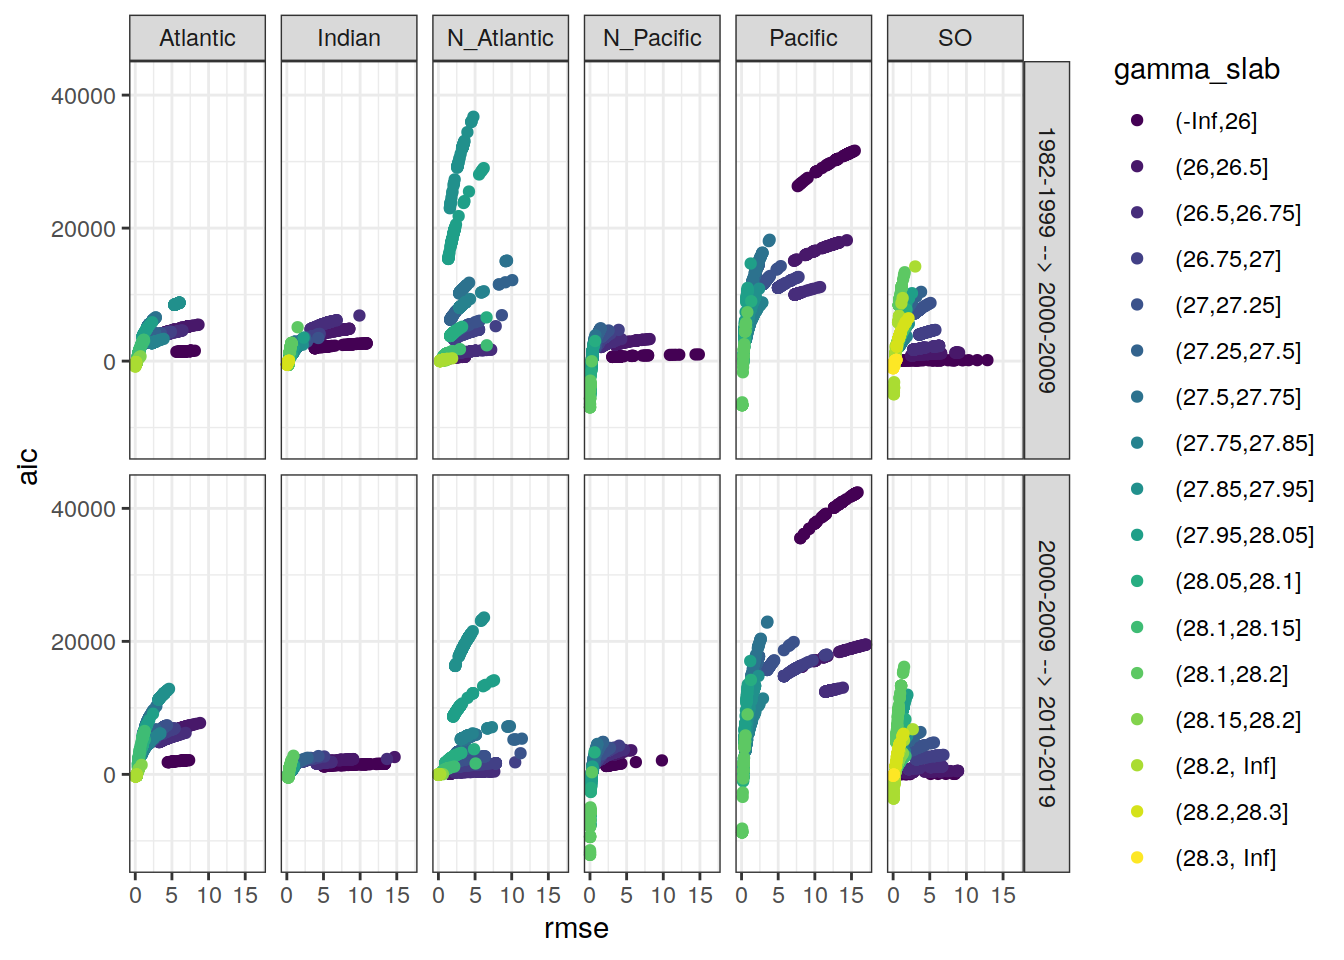 Atlantic Indian N_Atlantic N_Pacific Pacific SO
gamma_slab
(-Inf,26]
(26,26.5]
(26.5,26.75]
(26.75,27]
(27,27.25]
(27.25,27.5]
(27.5,27.75]
(27.75,27.85]
(27.85,27.95]
(27.95,28.05]
(28.05,28.1]
(28.1,28.15]
(28.1,28.2]
(28.15,28.2]
(28.2, Inf]
(28.2,28.3]
(28.3, Inf]
1982-1999 --> 2000-2009
2000-2009 --> 2010-2019
aic
40000
20000
0
40000
20000
0
0 5 10 15 0 5 10 15 0 5 10 15 0 5 10 15 0 5 10 15 0 5 10 15
rmse